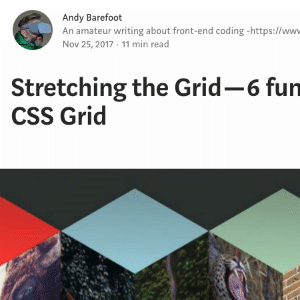 Andy Barefoot
An amateur writing about front-end coding -https://www
Nov 25, 2017 · 11 min read
Stretching the Grid — 6 fun
CSS Grid